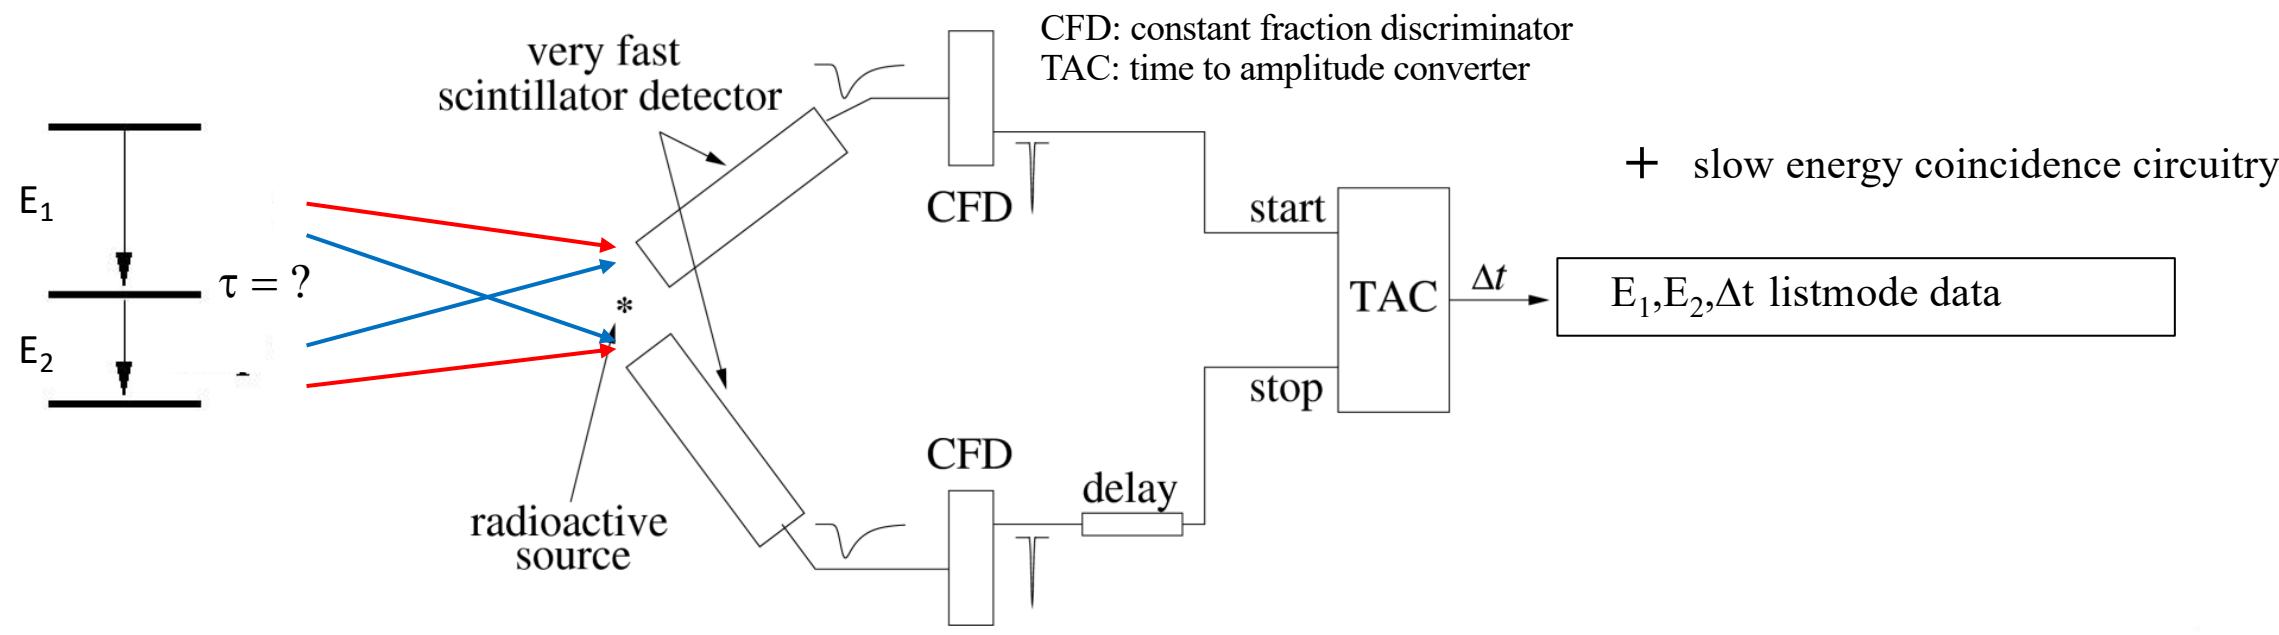 CFD: constant fraction discriminator
TAC: time to amplitude converter
very fast
scintillator detector
+ slow energy coincidence circuitry
E1
CFD
start
τ = ?
*
TAC
Δt
E1,E2,Δt listmode data
E2
stop
CFD
delay
radioactive
source